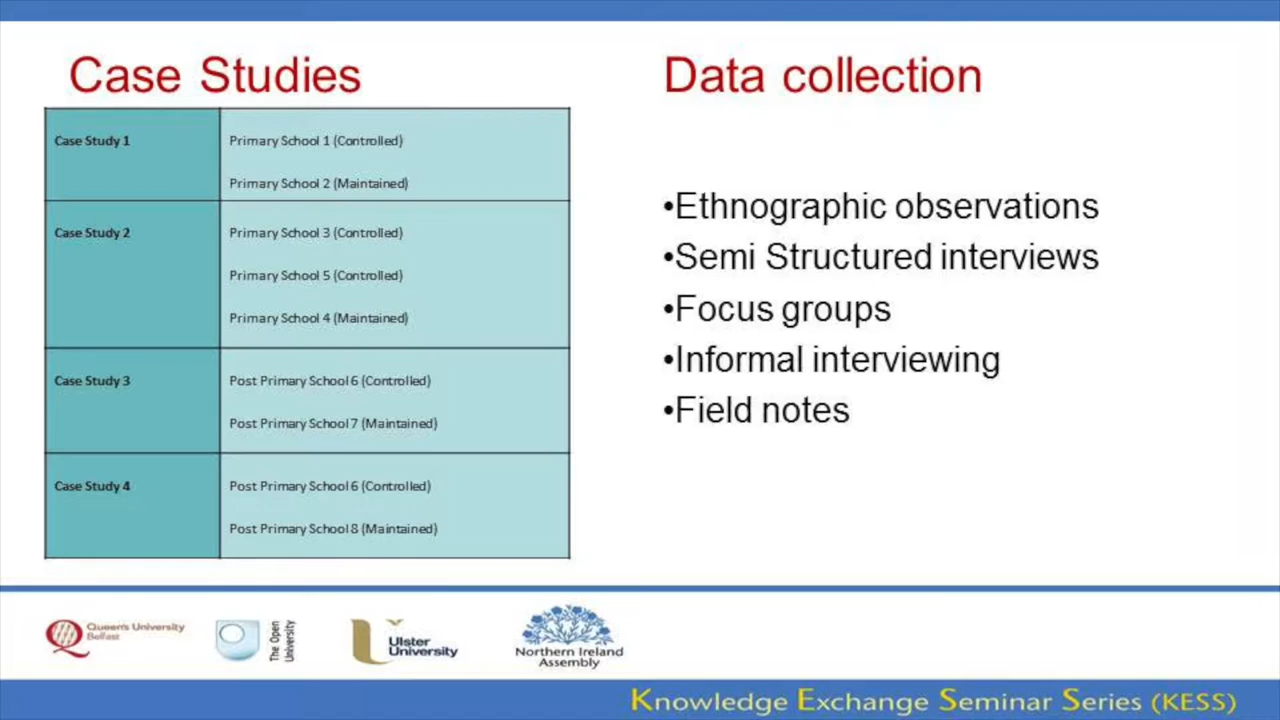 Case Studies
Case Study 1
Primary School 1 (Controlled)
Primary School 2 (Maintained)
Case Study 2
Primary School 3 (Controlled)
Primary School 5 (Controlled)
Primary School 4 (Maintained)
Case Study 3
Post Primary School 6 (Controlled)
Post Primary School 7 (Maintained)
Case Study 4
Post Primary School 6 (Controlled)
Post Primary School 8 (Maintained)
Data collection
•Ethnographic observations
•Semi Structured interviews
•Focus groups
•Informal interviewing
•Field notes
Queen's University
Belfast
The Open
University
Ulster
University
Northern Ireland
Assembly
Knowledge Exchange Seminar Series (KESS)